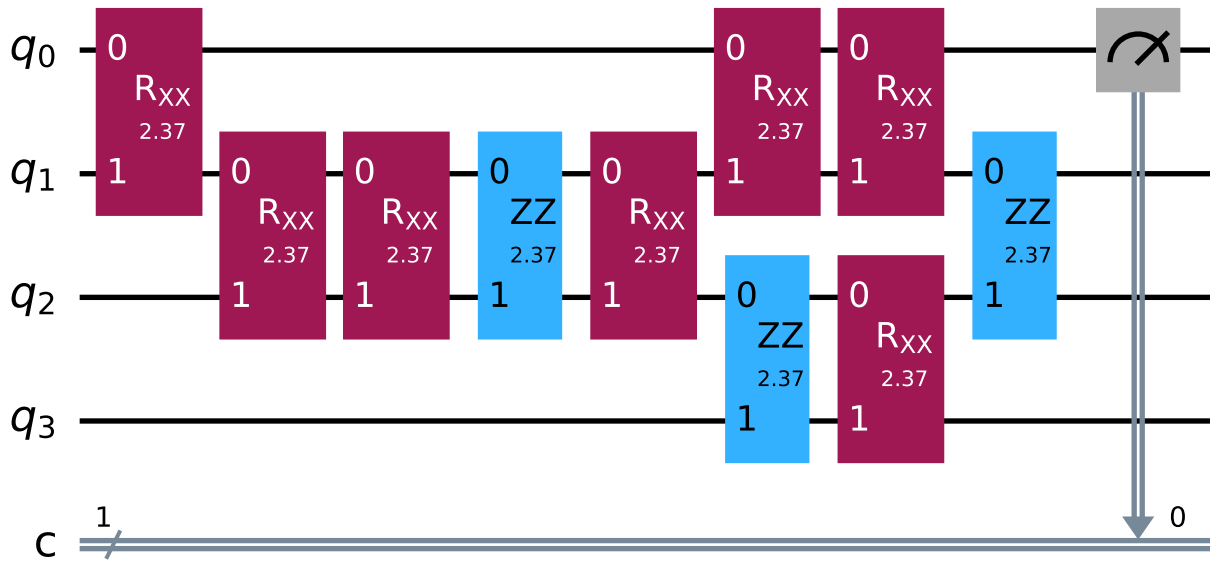 q0 0 0 0
RXX RXX RXX
2.37 2.37 2.37
q1 1 0 0 0 0 1 1 0
RXX RXX ZZ RXX ZZ
2.37 2.37 2.37 2.37 2.37
q2 1 1 1 1 0 0 1
ZZ RXX
2.37 2.37
q3 1 1
1 0
c